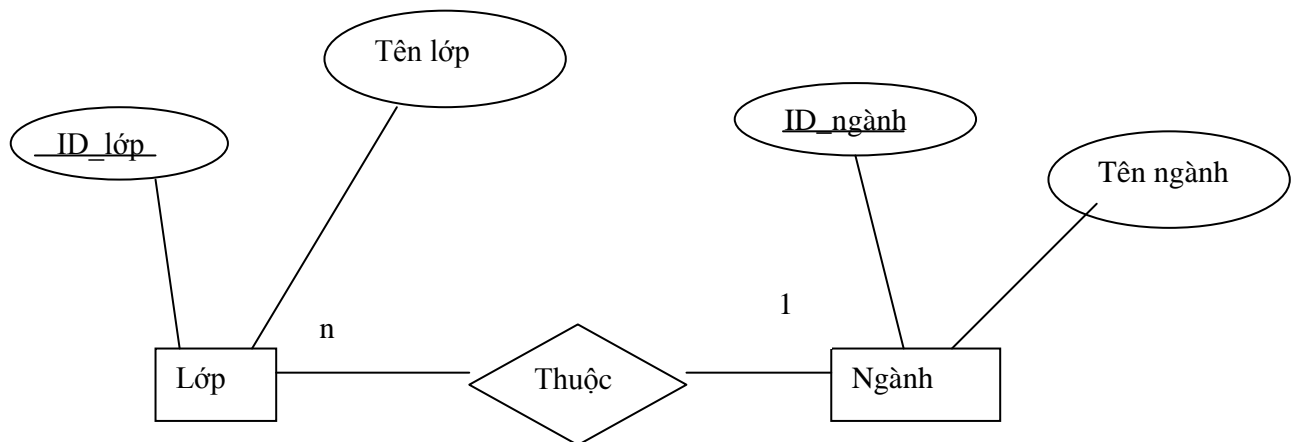 Tên lớp
ID_lớp
ID_ngành
Tên ngành
n
1
Lớp
Thuộc
Ngành